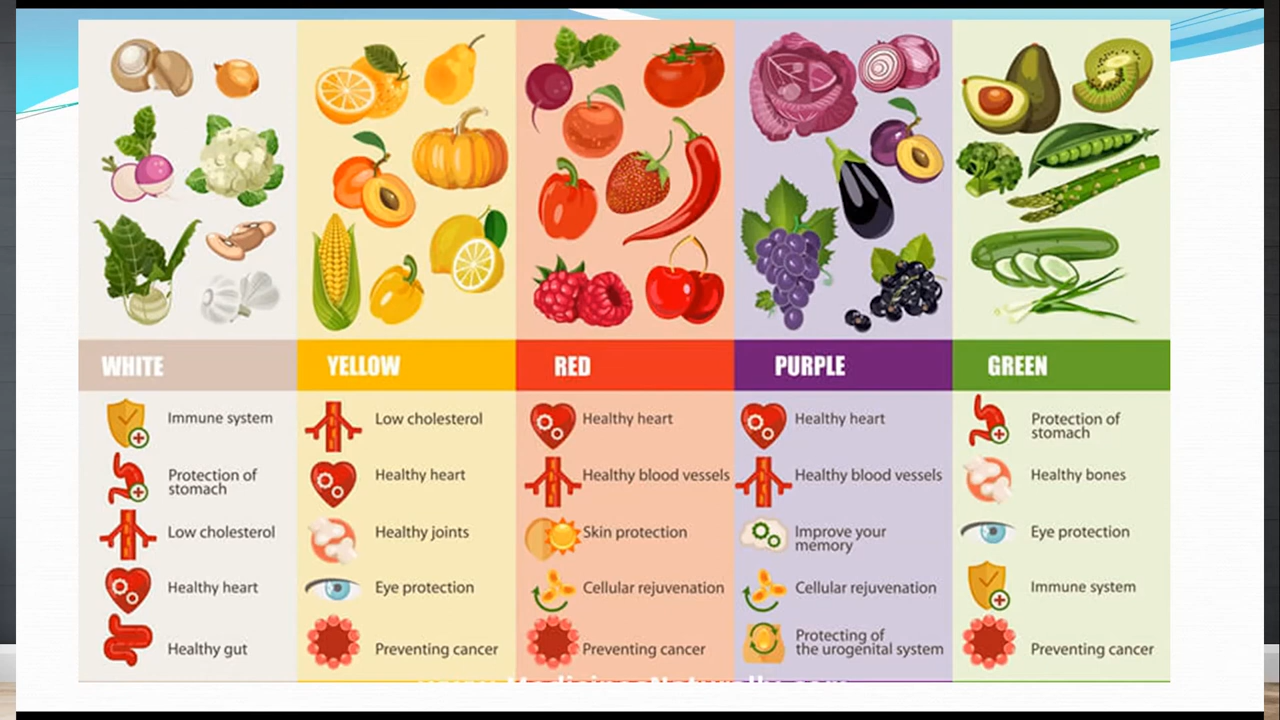 WHITE
Immune system
Protection of
stomach
Low cholesterol
Healthy heart
Healthy gut
YELLOW
Low cholesterol
Healthy heart
Healthy joints
Eye protection
Preventing cancer
RED
Healthy heart
Healthy blood vessels
Skin protection
Cellular rejuvenation
Preventing cancer
PURPLE
Healthy heart
Healthy blood vessels
Improve your
memory
Cellular rejuvenation
Protecting of
the urogenital system
GREEN
Protection of
stomach
Healthy bones
Eye protection
Immune system
Preventing cancer